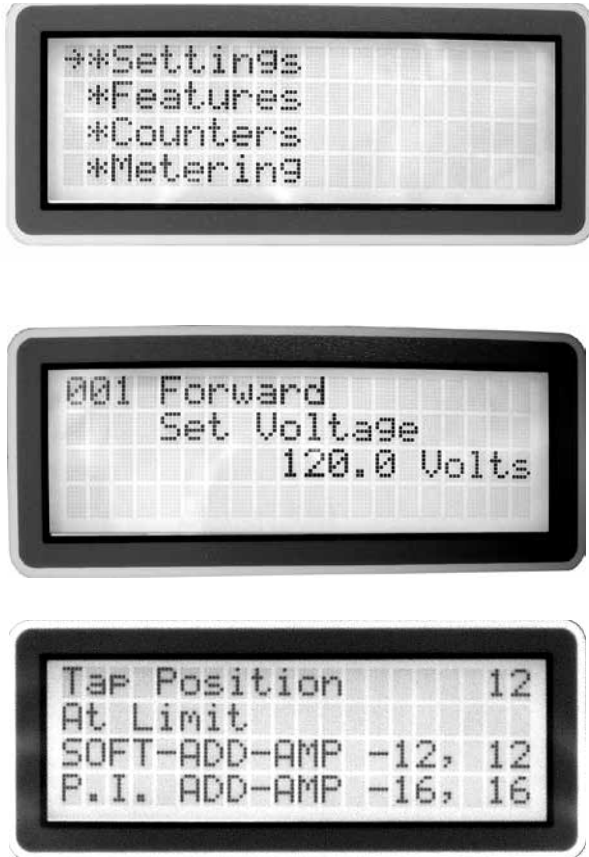 →*Settings
*Features
*Counters
*Metering
001 Forward
Set Voltage
120.0 Volts
Tap Position 12
At Limit
SOFT-ADD-AMP -12, 12
P.I. ADD-AMP -16, 16